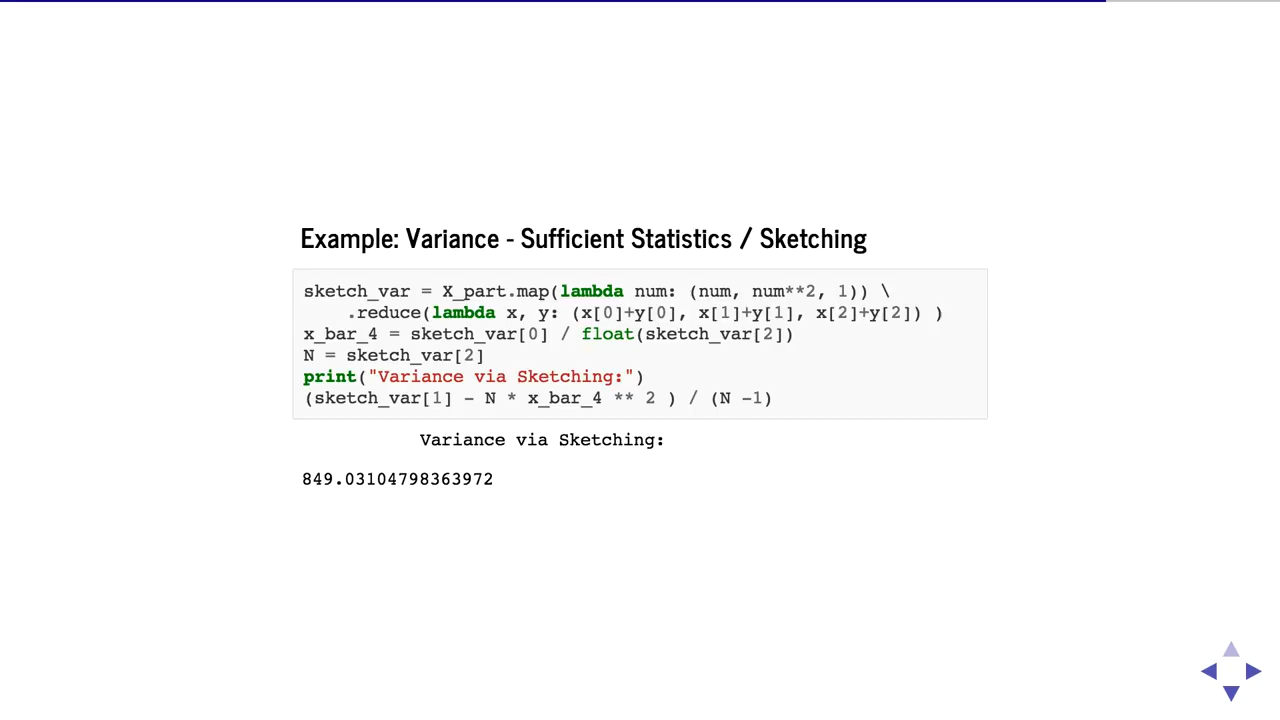 Example: Variance - Sufficient Statistics / Sketching
sketch_var = X_part.map(lambda num: (num, num**2, 1)) \
    .reduce(lambda x, y: (x[0]+y[0], x[1]+y[1], x[2]+y[2]) )
x_bar_4 = sketch_var[0] / float(sketch_var[2])
N = sketch_var[2]
print("Variance via Sketching:")
(sketch_var[1] - N * x_bar_4 ** 2 ) / (N -1)
Variance via Sketching:
849.03104798363972